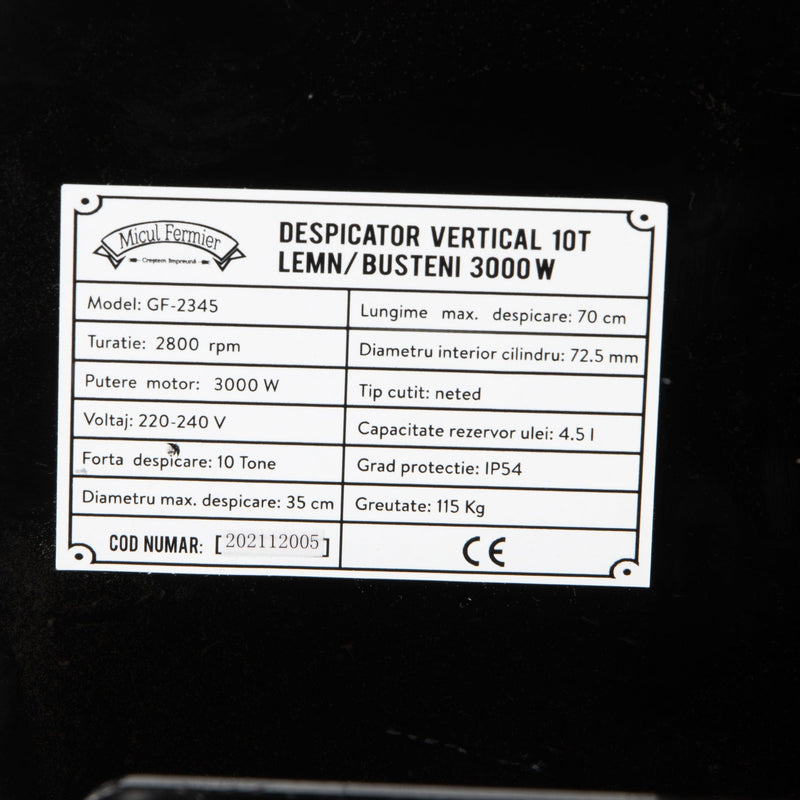 Micul Fermier
Creștem împreună
DESPICATOR VERTICAL 10T
LEMN/BUSTENI 3000W
Model: GF-2345
Turatie: 2800 rpm
Putere motor: 3000 W
Voltaj: 220-240 V
Forta despicare: 10 Tone
Diametru max. despicare: 35 cm
COD NUMAR: [202112005]
Lungime max. despicare: 70 cm
Diametru interior cilindru: 72.5 mm
Tip cutit: neted
Capacitate rezervor ulei: 4.5 l
Grad protectie: IP54
Greutate: 115 Kg
CE